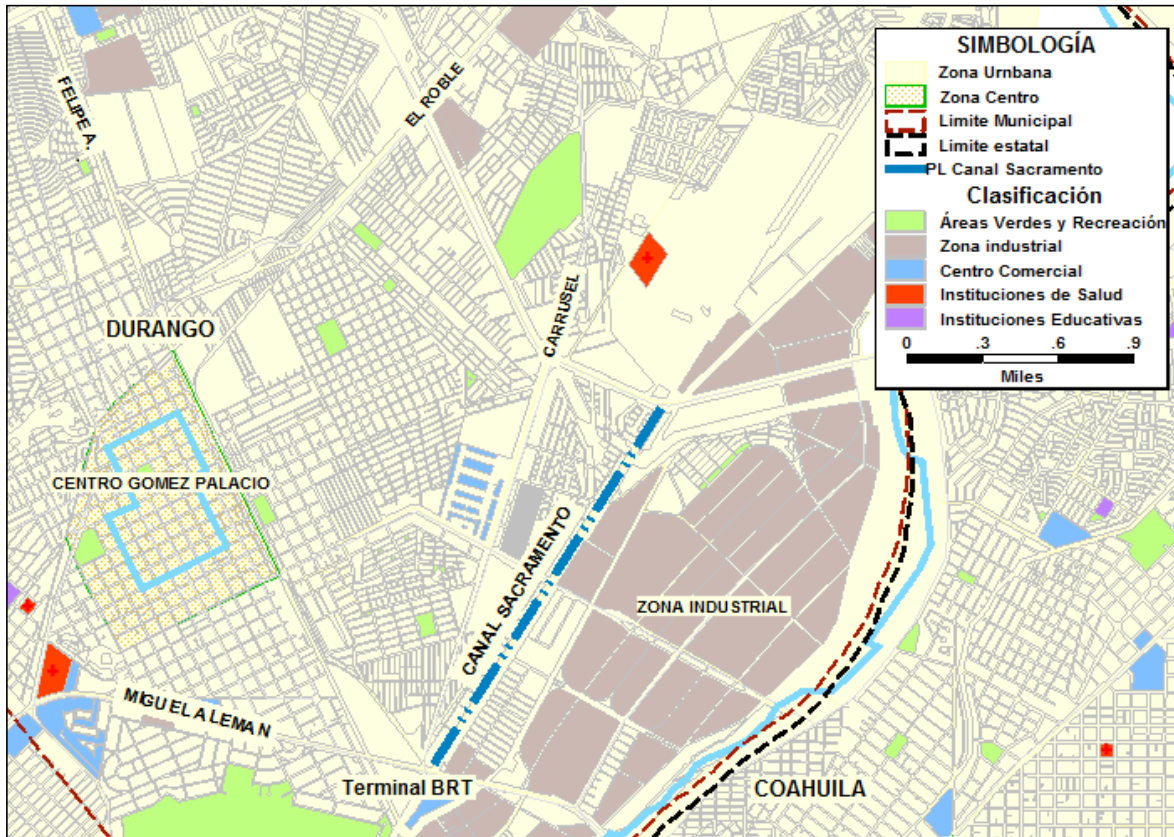 SIMBOLOGÍA
Zona Urnbana
Zona Centro
Limite Municipal
Limite estatal
PL Canal Sacramento
Clasificación
Áreas Verdes y Recreación
Zona industrial
Centro Comercial
Instituciones de Salud
Instituciones Educativas
0 .3 .6 .9
Miles
FELIPE A.
EL ROBLE
CARRUSEL
DURANGO
CENTRO GOMEZ PALACIO
CANAL SACRAMENTO
ZONA INDUSTRIAL
MIGUEL ALEMAN
Terminal BRT
COAHUILA